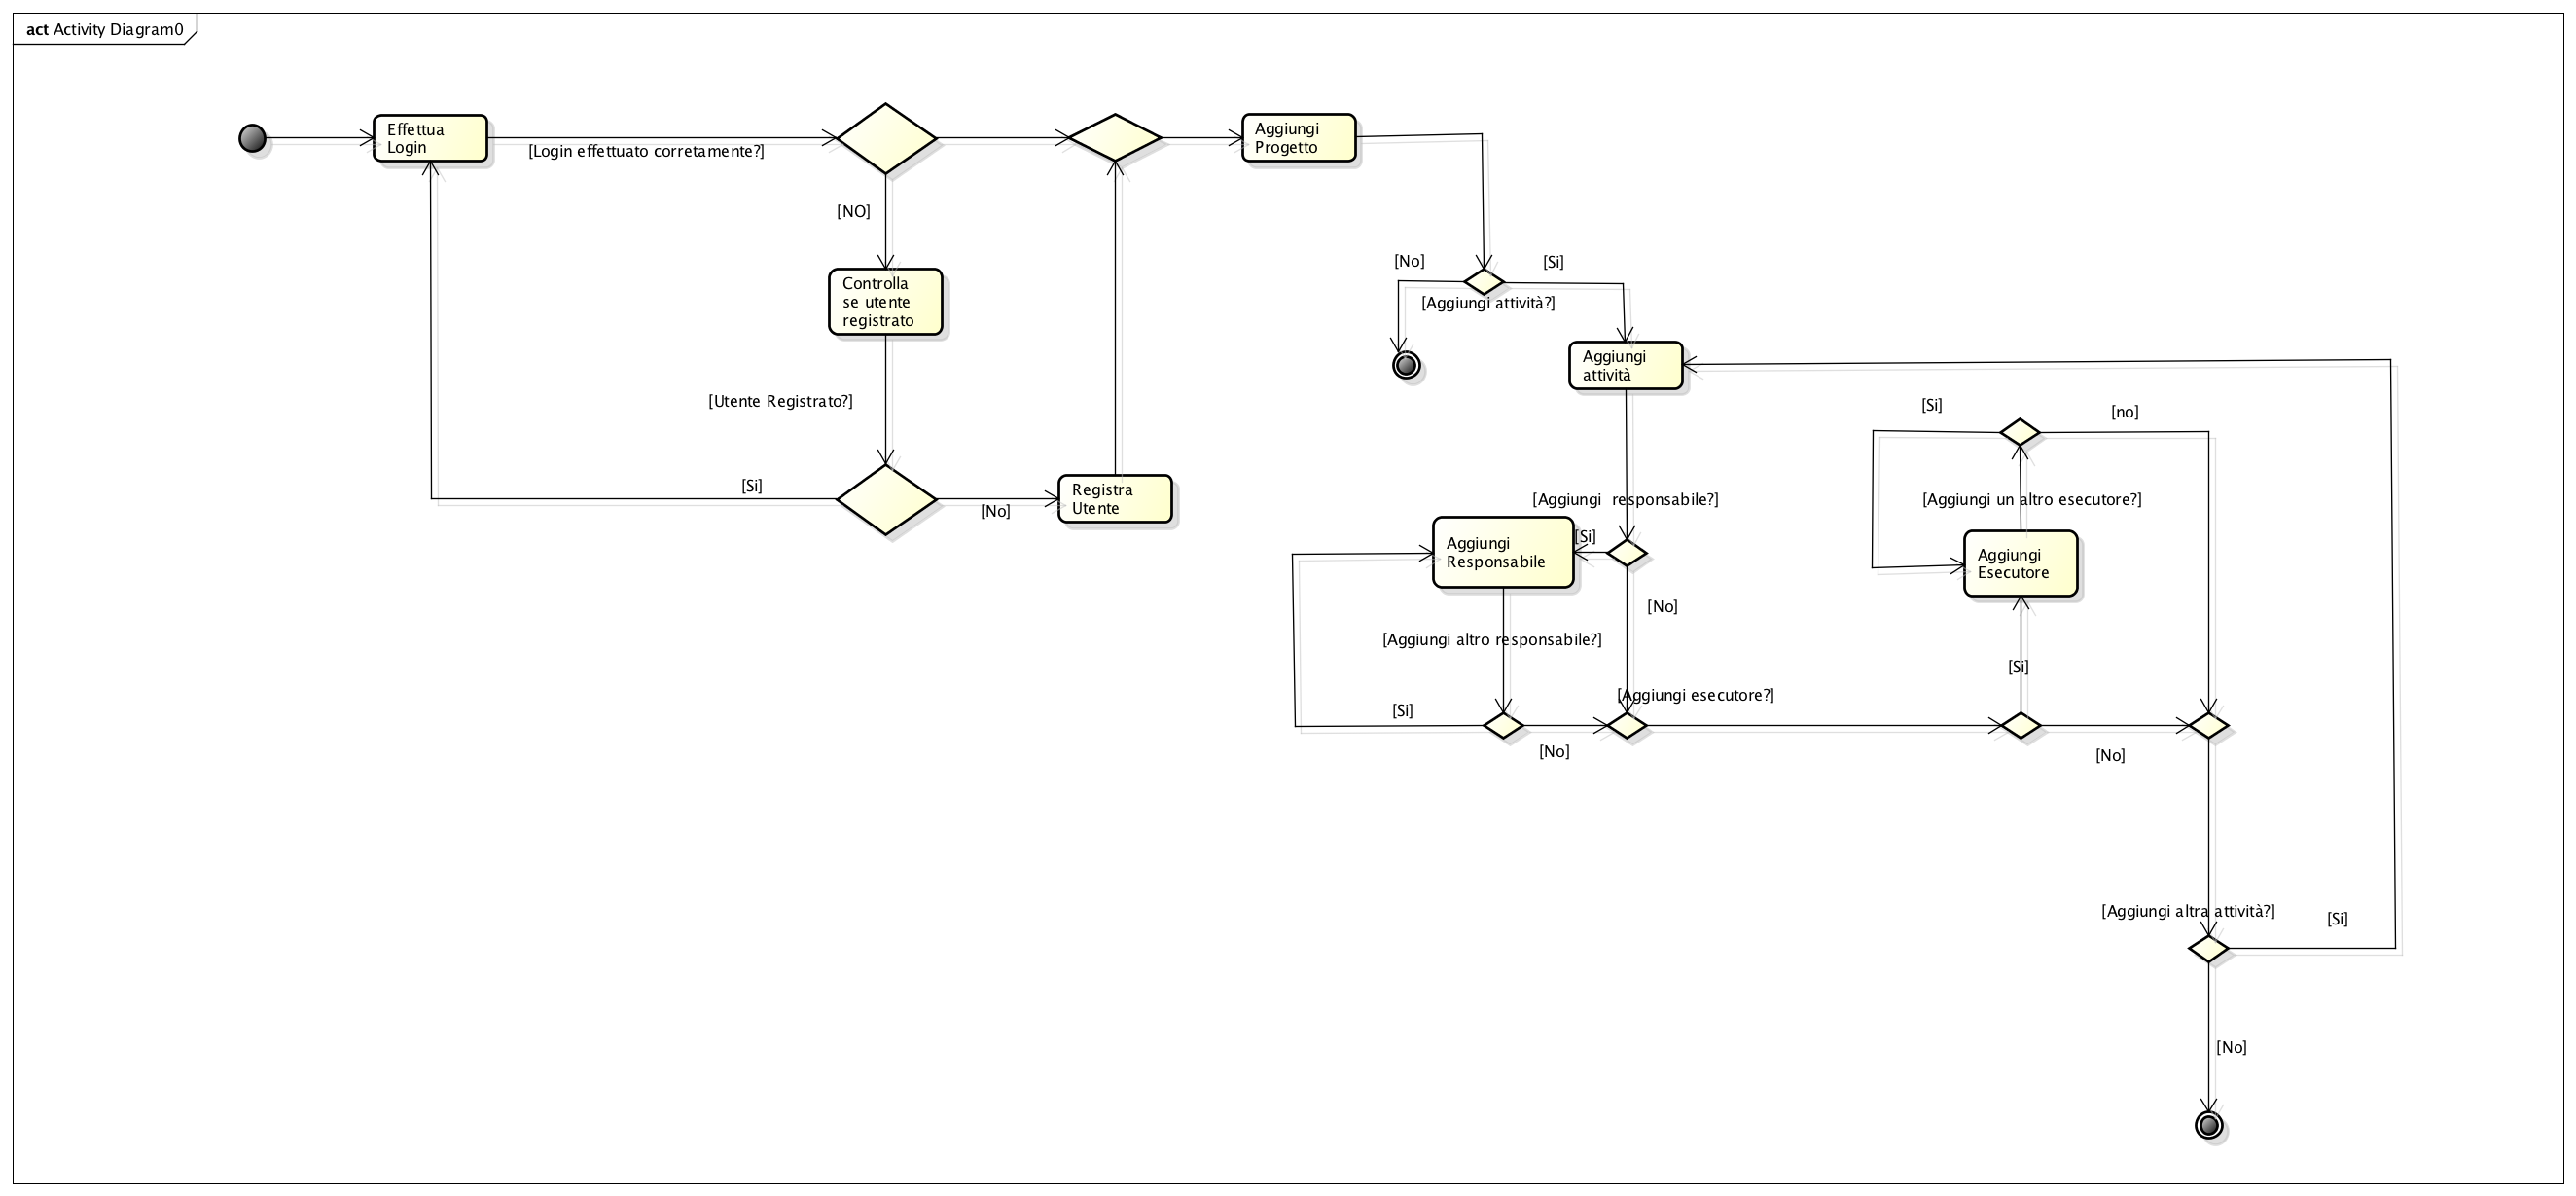 act Activity Diagram0
Effettua
Login
[Login effettuato corretamente?]
Aggiungi
Progetto
[NO]
Controlla
se utente
registrato
[No]
[Si]
[Aggiungi attività?]
Aggiungi
attività
[Utente Registrato?]
[Si]
[No]
Registra
Utente
[Si]
[no]
[Aggiungi  responsabile?]
[Aggiungi un altro esecutore?]
[Si]
Aggiungi
Responsabile
Aggiungi
Esecutore
[No]
[Aggiungi altro responsabile?]
[Si]
[Aggiungi esecutore?]
[Si]
[No]
[No]
[Aggiungi altra attività?]
[Si]
[No]